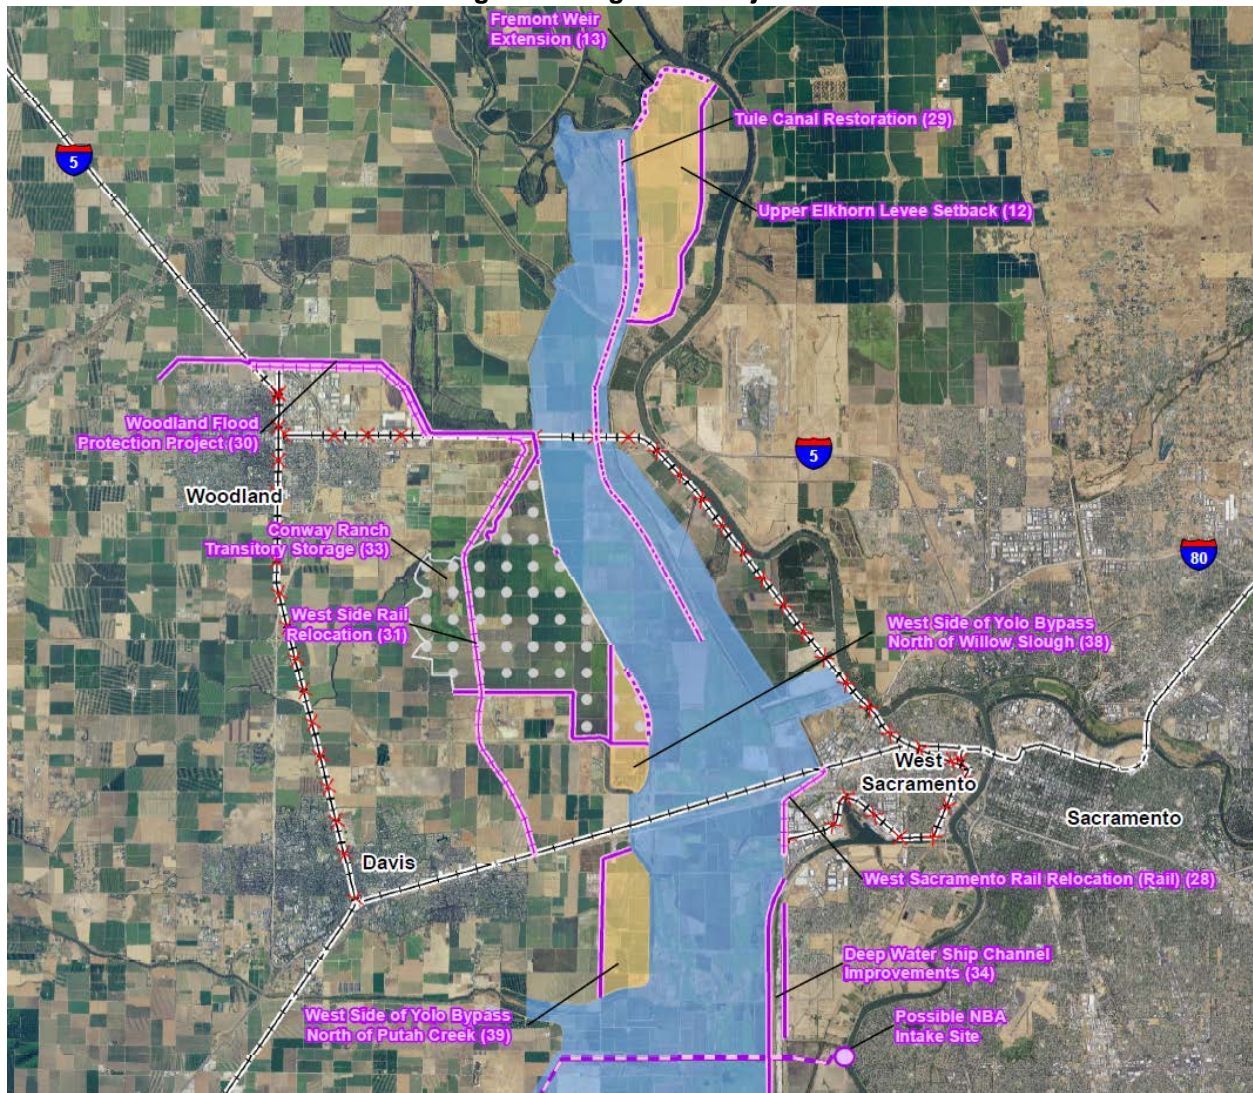 Fremont Weir
Extension (13)
Tule Canal Restoration (29)
5
Upper Elkhorn Levee Setback (12)
Woodland Flood
Protection Project (30)
5
Woodland
Conway Ranch
Transitory Storage (33)
80
West Side Rail
Relocation (31)
West Side of Yolo Bypass
North of Willow Slough (38)
West
Sacramento
Sacramento
Davis
West Sacramento Rail Relocation (Rail) (28)
Deep Water Ship Channel
Improvements (34)
West Side of Yolo Bypass
North of Putah Creek (39)
Possible NBA
Intake Site